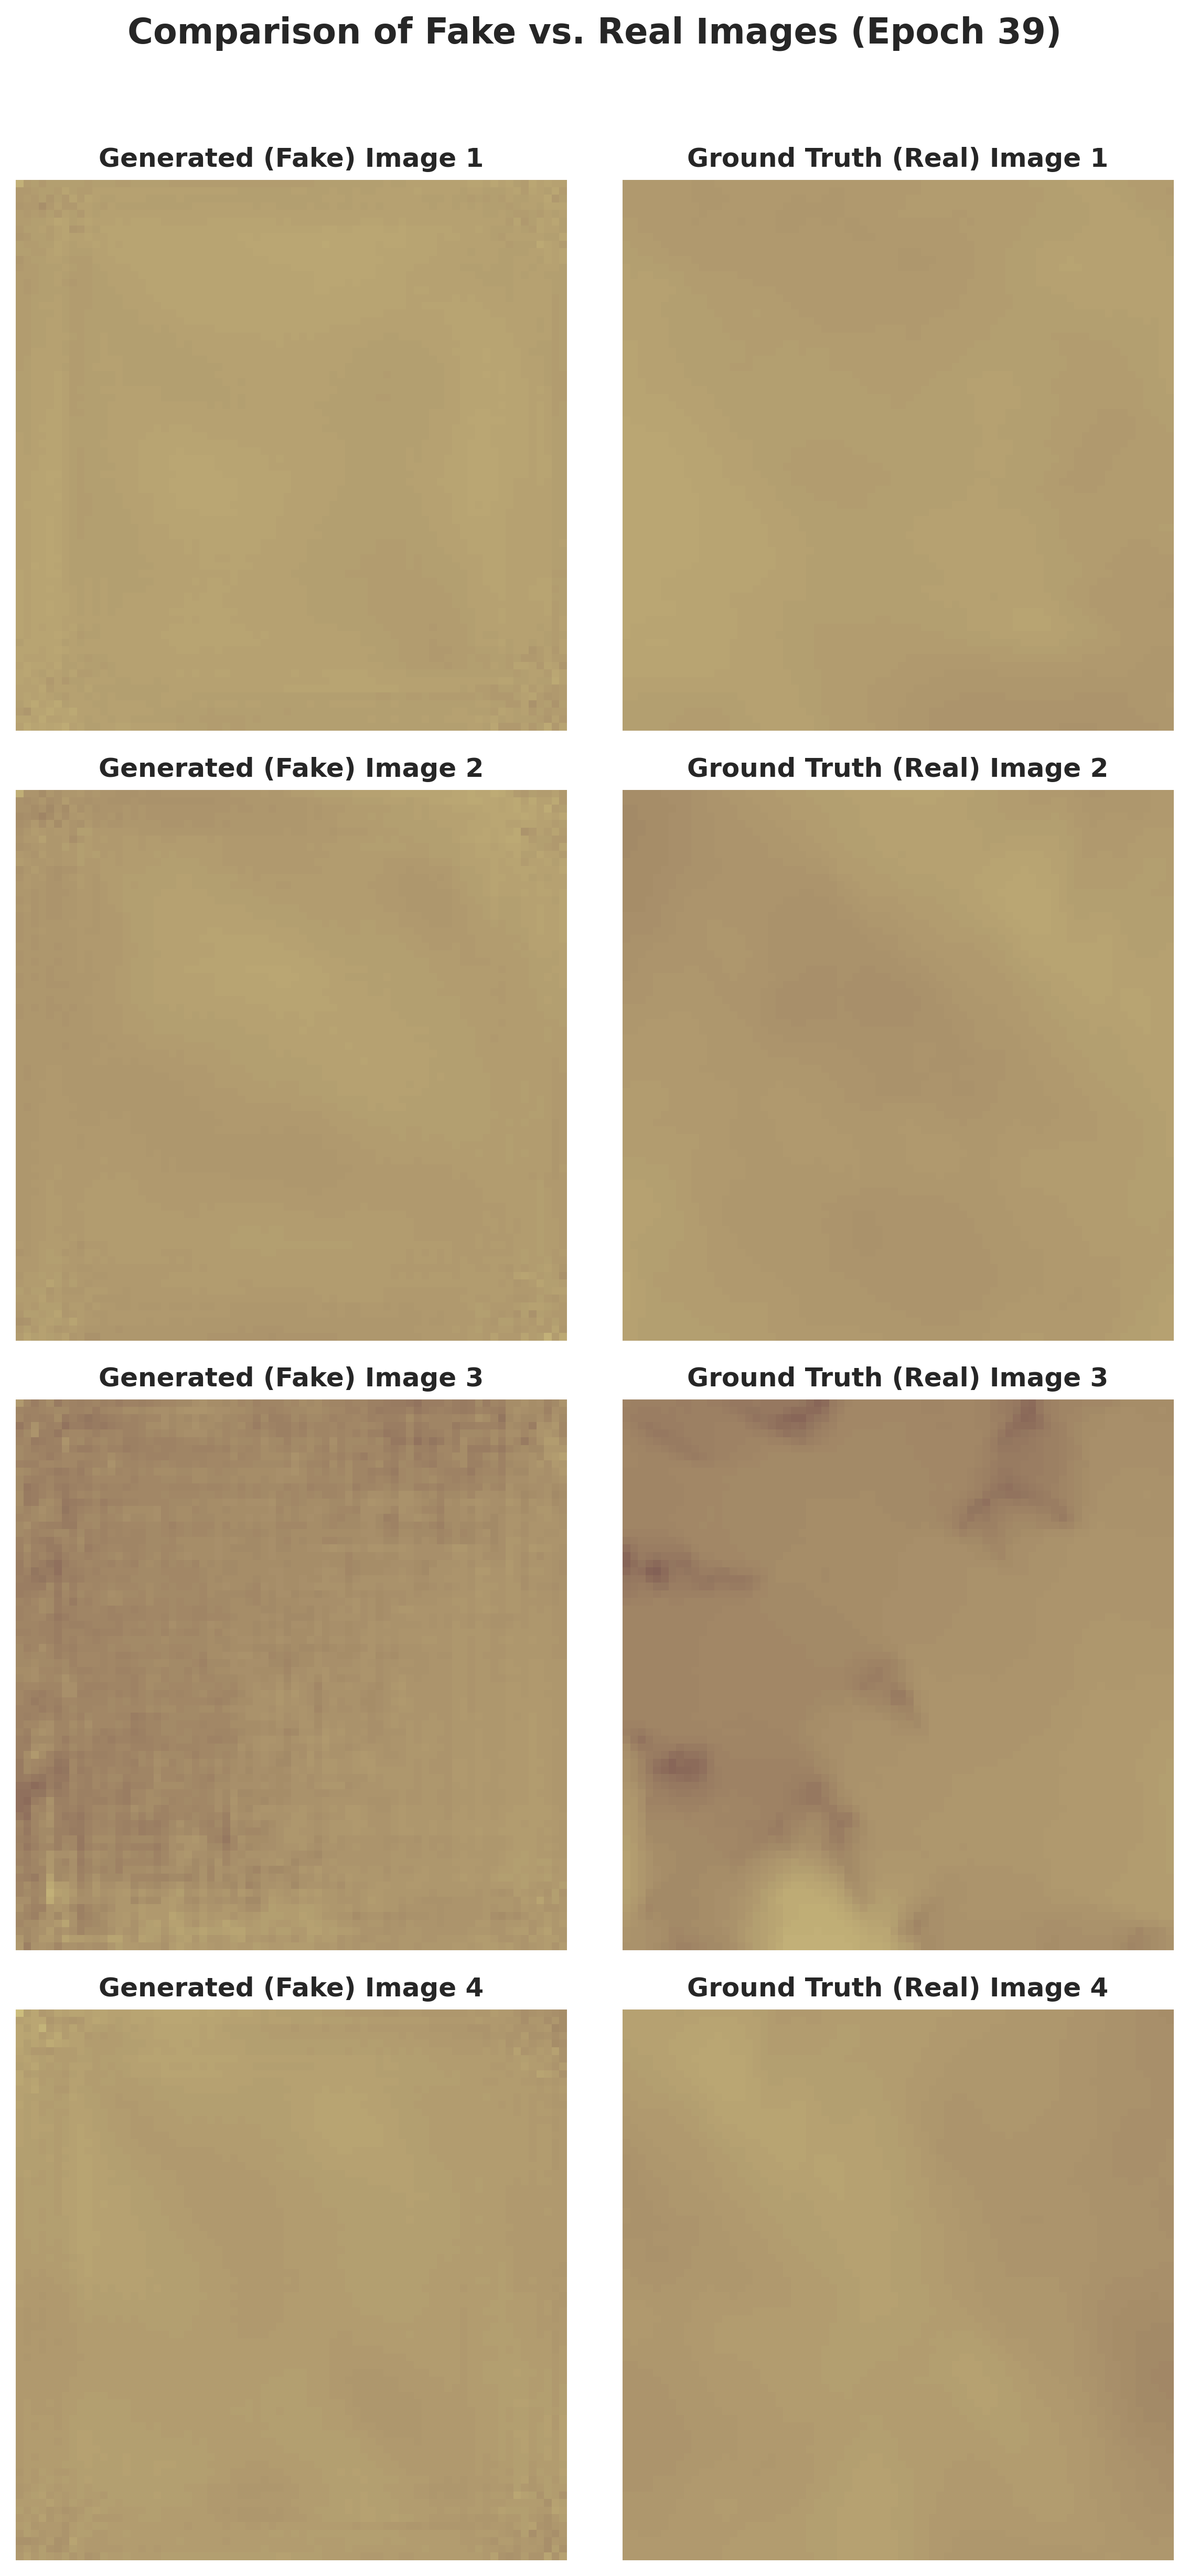 Comparison of Fake vs. Real Images (Epoch 39)
Generated (Fake) Image 1
Ground Truth (Real) Image 1
Generated (Fake) Image 2
Ground Truth (Real) Image 2
Generated (Fake) Image 3
Ground Truth (Real) Image 3
Generated (Fake) Image 4
Ground Truth (Real) Image 4